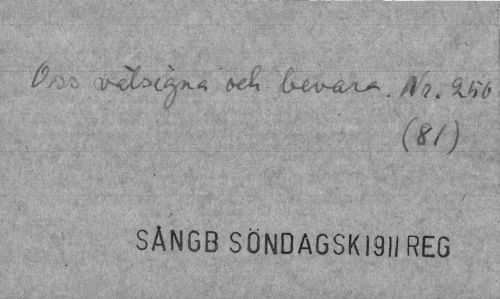 Oss välsigna och bevara. Nr. 256
(81)
SÅNGB SÖNDAGSK 1911 REG